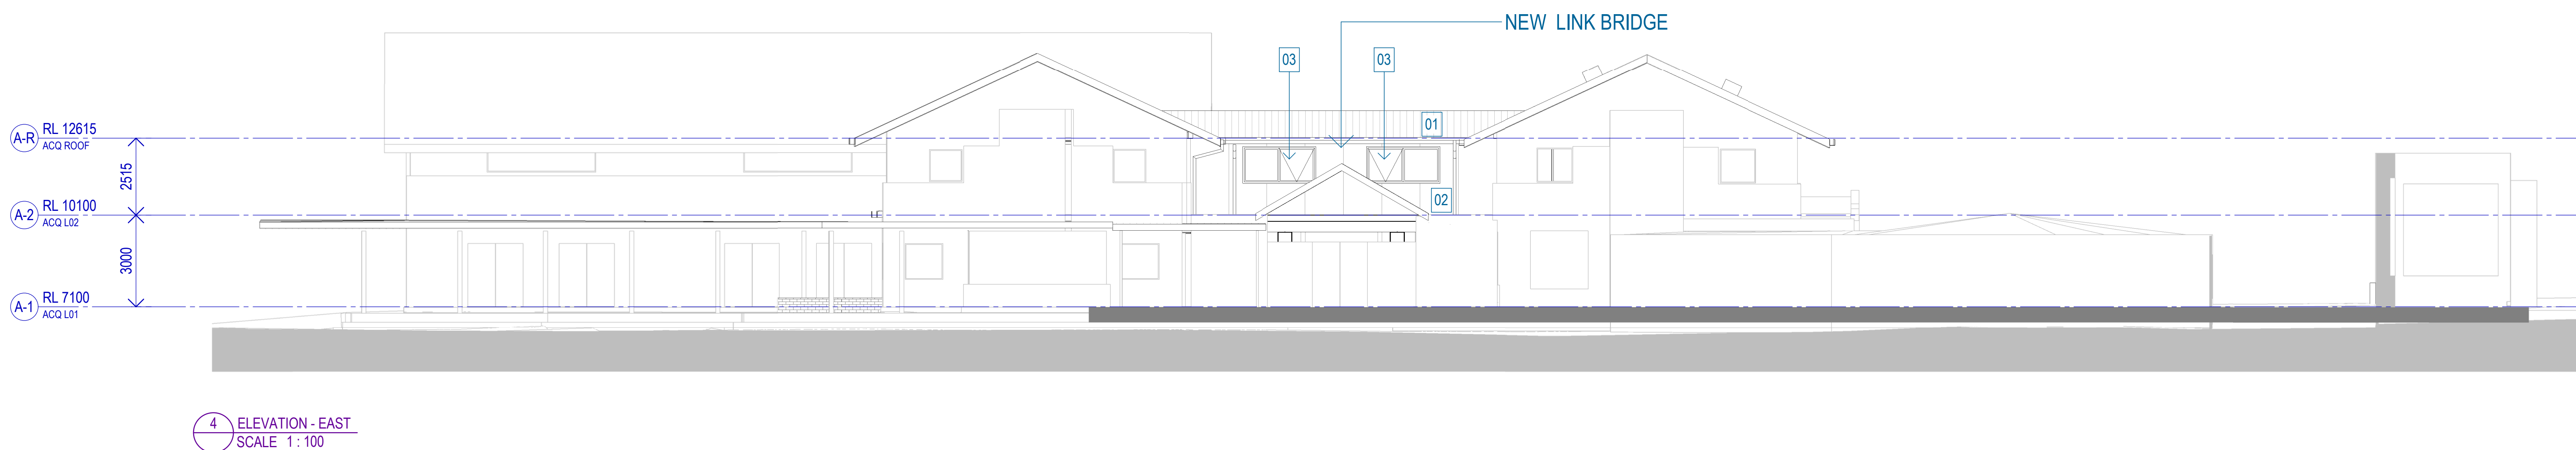 NEW LINK BRIDGE
03
03
01
02
A-R
RL 12615
ACQ ROOF
2515
A-2
RL 10100
ACQ L02
3000
A-1
RL 7100
ACQ L01
4
ELEVATION - EAST
SCALE 1 : 100